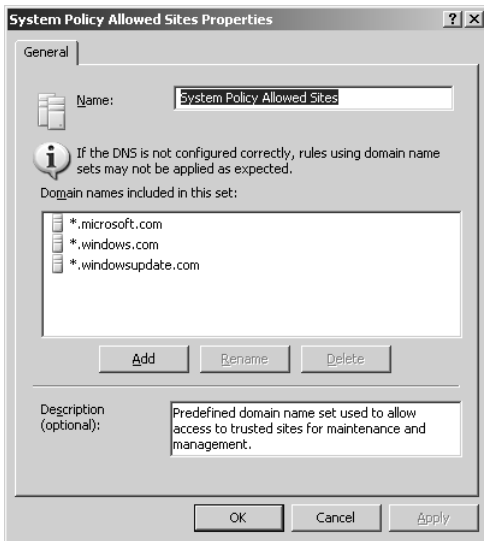 System Policy Allowed Sites Properties
General
Name:
System Policy Allowed Sites
If the DNS is not configured correctly, rules using domain name
sets may not be applied as expected.
Domain names included in this set:
*.microsoft.com
*.windows.com
*.windowsupdate.com
Add Rename Delete
Description
(optional):
Predefined domain name set used to allow
access to trusted sites for maintenance and
management.
OK Cancel Apply